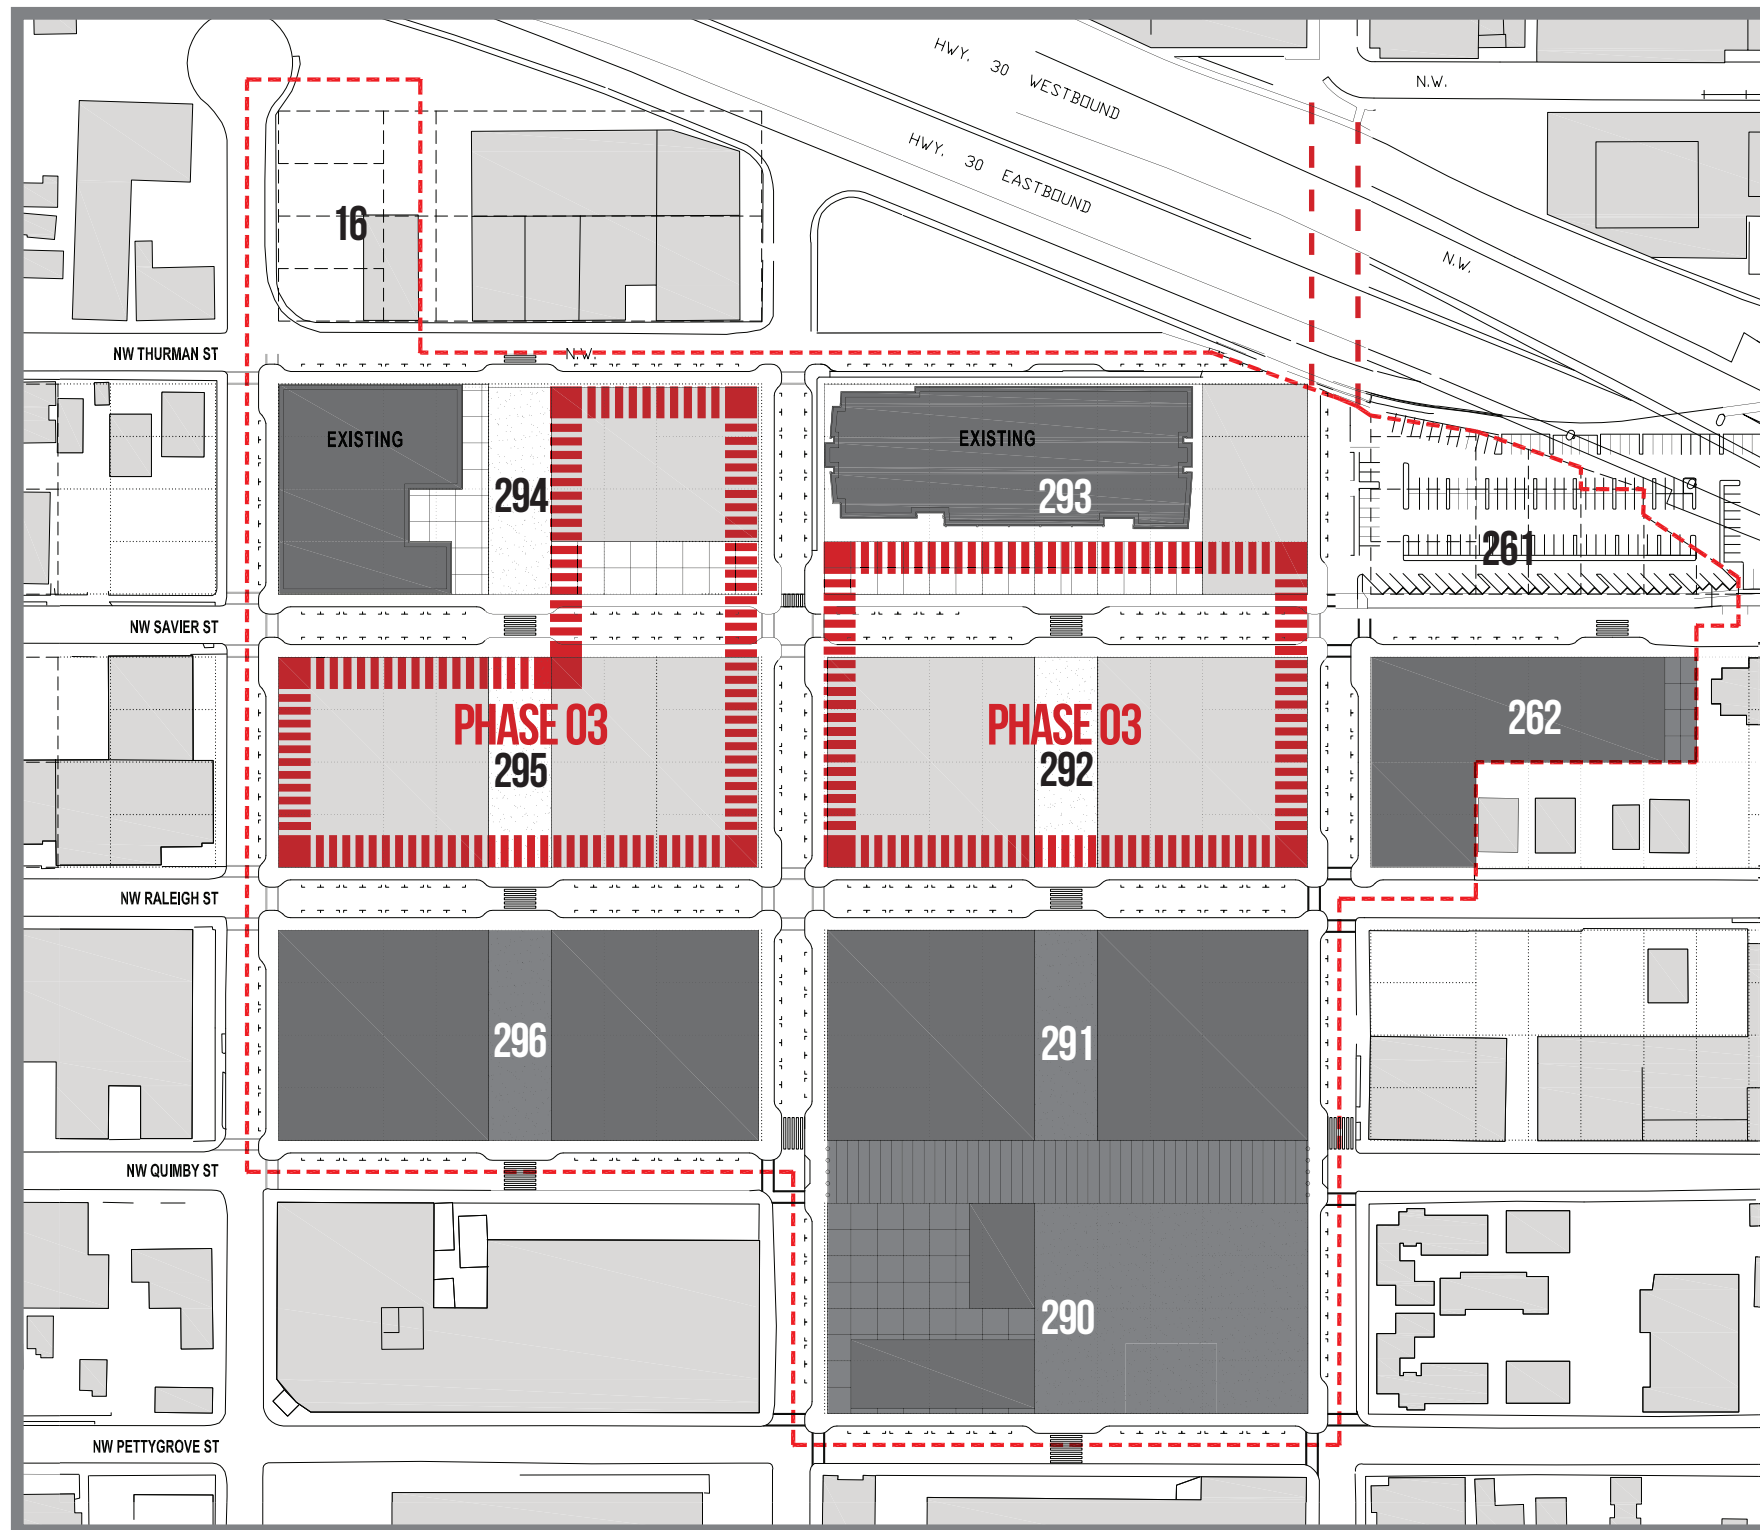 HWY. 30 WESTBOUND
N.W.
HWY. 30 EASTBOUND
16
N.W.
NW THURMAN ST
N.W.
EXISTING
EXISTING
294
293
261
NW SAVIER ST
PHASE 03
295
PHASE 03
292
262
NW RALEIGH ST
296
291
NW QUIMBY ST
290
NW PETTYGROVE ST